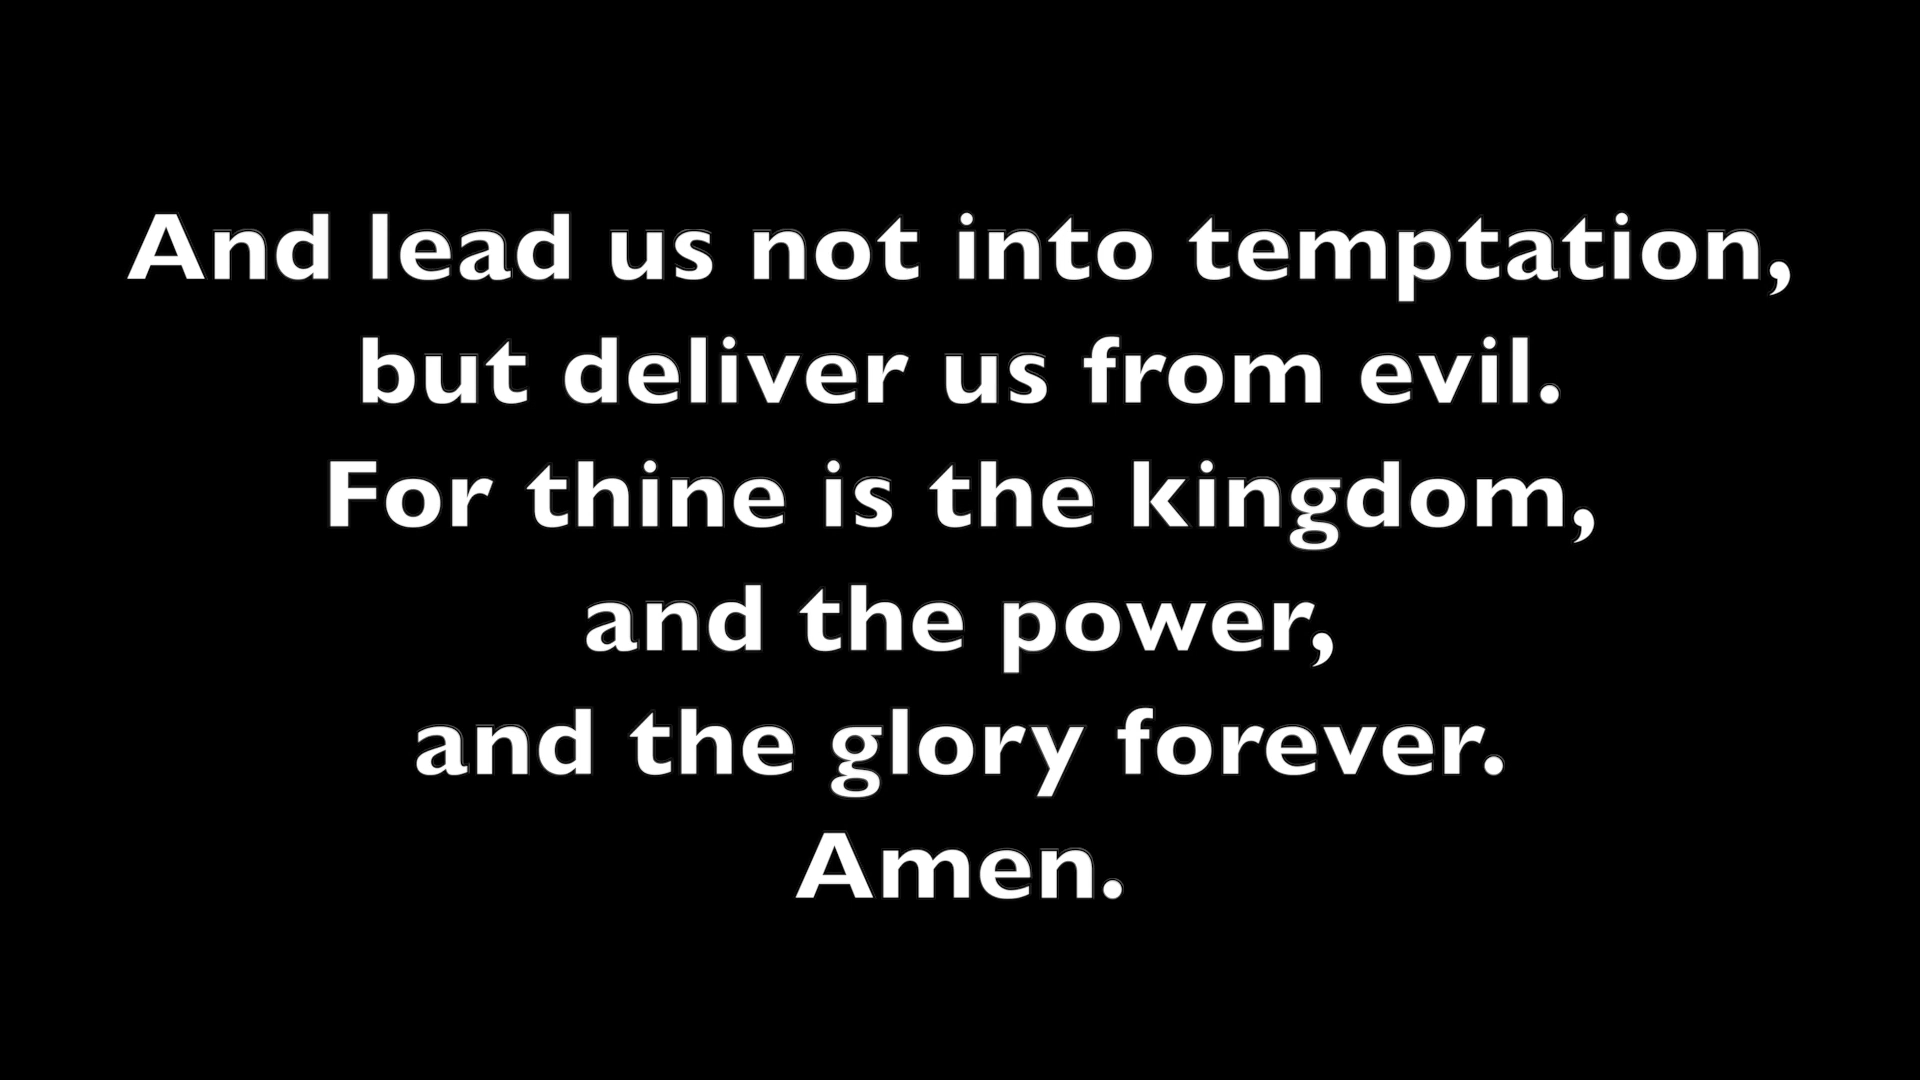 And lead us not into temptation,
but deliver us from evil.
For thine is the kingdom,
and the power,
and the glory forever.
Amen.